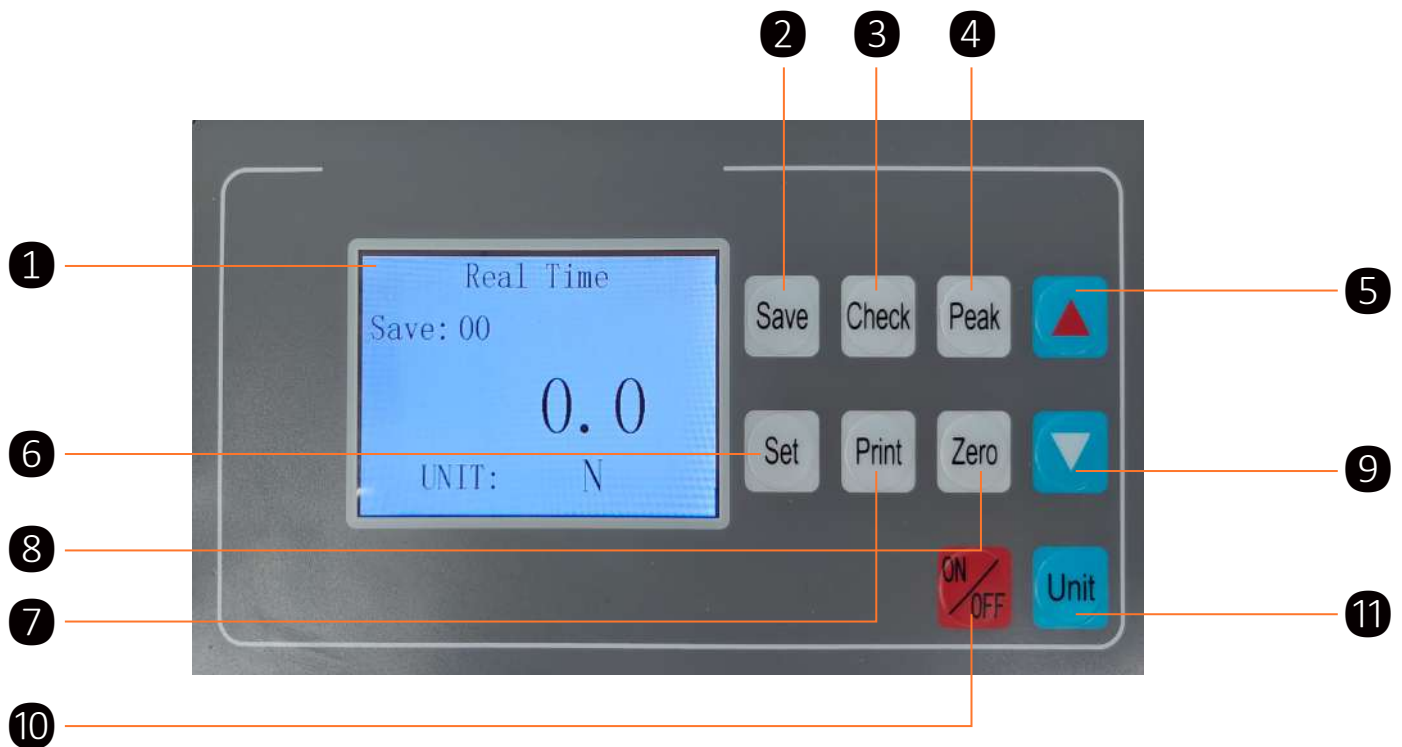 2 3 4
1
Real Time
Save: 00
0.0
UNIT: N
Save Check Peak
5
6
Set Print Zero
9
8
ON/OFF Unit
7
11
10